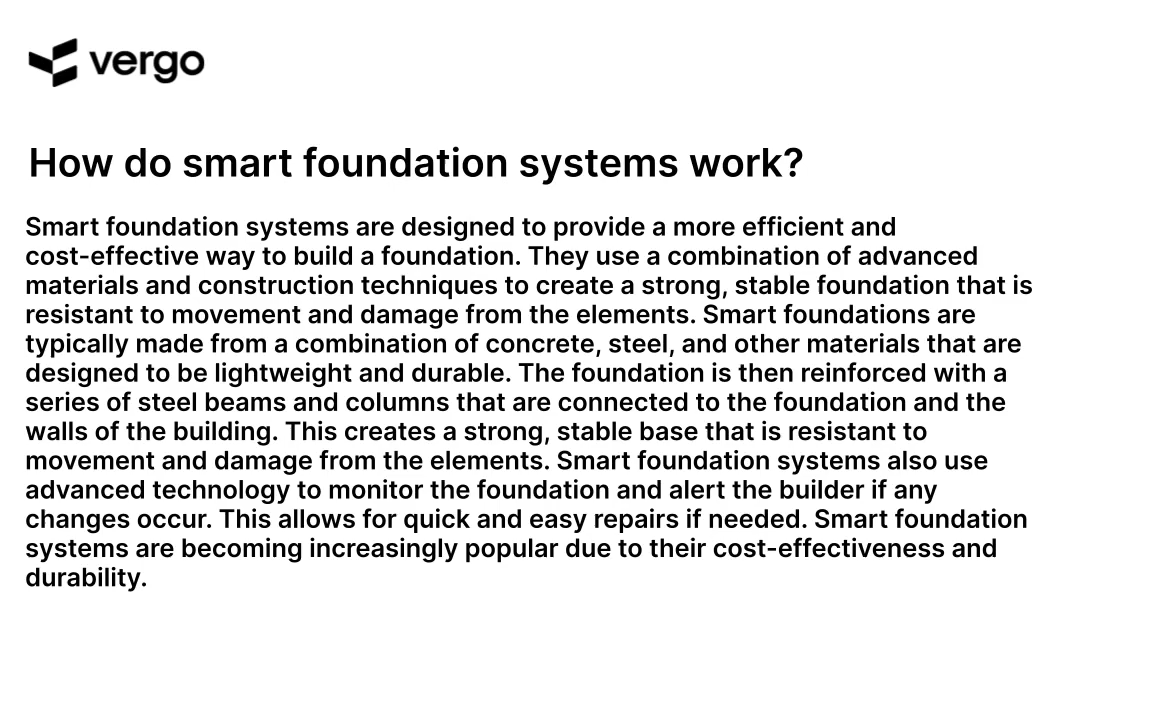 vergo
How do smart foundation systems work?
Smart foundation systems are designed to provide a more efficient and
cost-effective way to build a foundation. They use a combination of advanced
materials and construction techniques to create a strong, stable foundation that is
resistant to movement and damage from the elements. Smart foundations are
typically made from a combination of concrete, steel, and other materials that are
designed to be lightweight and durable. The foundation is then reinforced with a
series of steel beams and columns that are connected to the foundation and the
walls of the building. This creates a strong, stable base that is resistant to
movement and damage from the elements. Smart foundation systems also use
advanced technology to monitor the foundation and alert the builder if any
changes occur. This allows for quick and easy repairs if needed. Smart foundation
systems are becoming increasingly popular due to their cost-effectiveness and
durability.